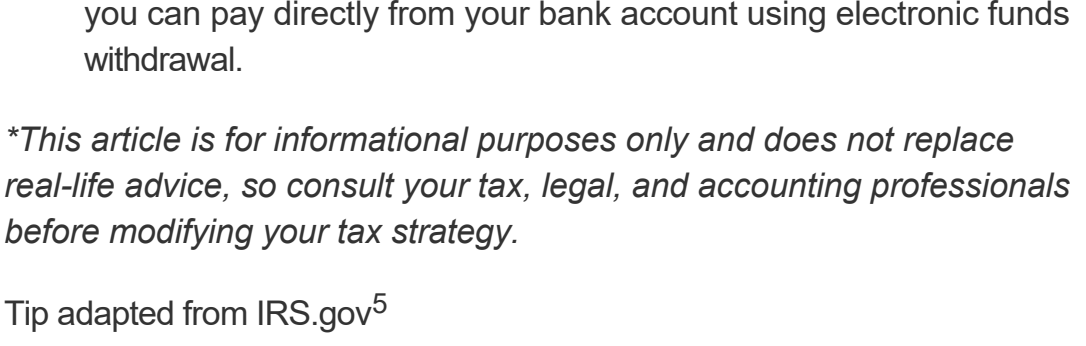 you can pay directly from your bank account using electronic funds
withdrawal.
*This article is for informational purposes only and does not replace
real-life advice, so consult your tax, legal, and accounting professionals
before modifying your tax strategy.
Tip adapted from IRS.gov5